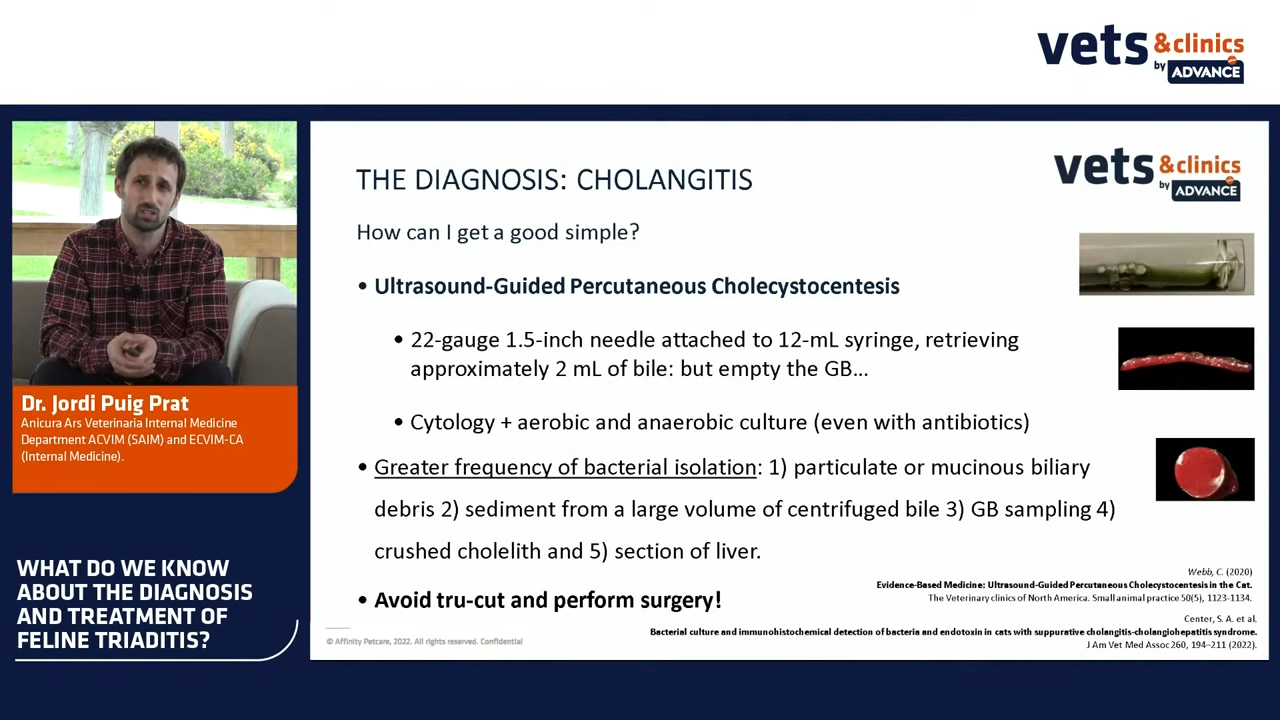 vets &clinics
by ADVANCE
THE DIAGNOSIS: CHOLANGITIS
vets &clinics
by ADVANCE
How can I get a good simple?
• Ultrasound-Guided Percutaneous Cholecystocentesis
• 22-gauge 1.5-inch needle attached to 12-mL syringe, retrieving
approximately 2 mL of bile: but empty the GB...
• Cytology + aerobic and anaerobic culture (even with antibiotics)
• Greater frequency of bacterial isolation: 1) particulate or mucinous biliary
debris 2) sediment from a large volume of centrifuged bile 3) GB sampling 4)
crushed cholelith and 5) section of liver.
• Avoid tru-cut and perform surgery!
Webb, C. (2020)
Evidence-Based Medicine: Ultrasound-Guided Percutaneous Cholecystocentesis in the Cat.
The Veterinary clinics of North America. Small animal practice 50(5), 1123-1134.
Center, S. A. et al.
Bacterial culture and immunohistochemical detection of bacteria and endotoxin in cats with suppurative cholangitis-cholangiohepatitis syndrome.
J Am Vet Med Assoc 260, 194–211 (2022).
© Affinity Petcare, 2022. All rights reserved. Confidential
Dr. Jordi Puig Prat
Anicura Ars Veterinaria Internal Medicine
Department ACVIM (SAIM) and ECVIM-CA
(Internal Medicine).
WHAT DO WE KNOW
ABOUT THE DIAGNOSIS
AND TREATMENT OF
FELINE TRIADITIS?